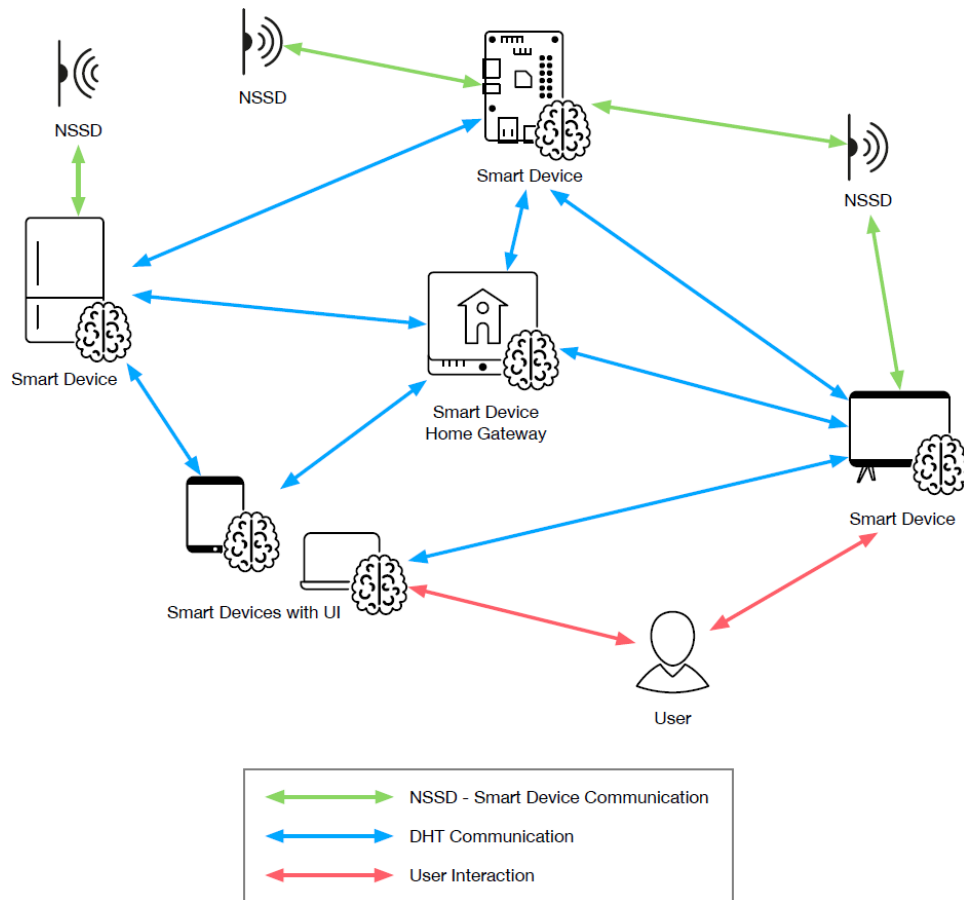 NSSD
NSSD
Smart Device
NSSD
Smart Device
Smart Device
Home Gateway
Smart Device
Smart Devices with UI
User
NSSD - Smart Device Communication
DHT Communication
User Interaction